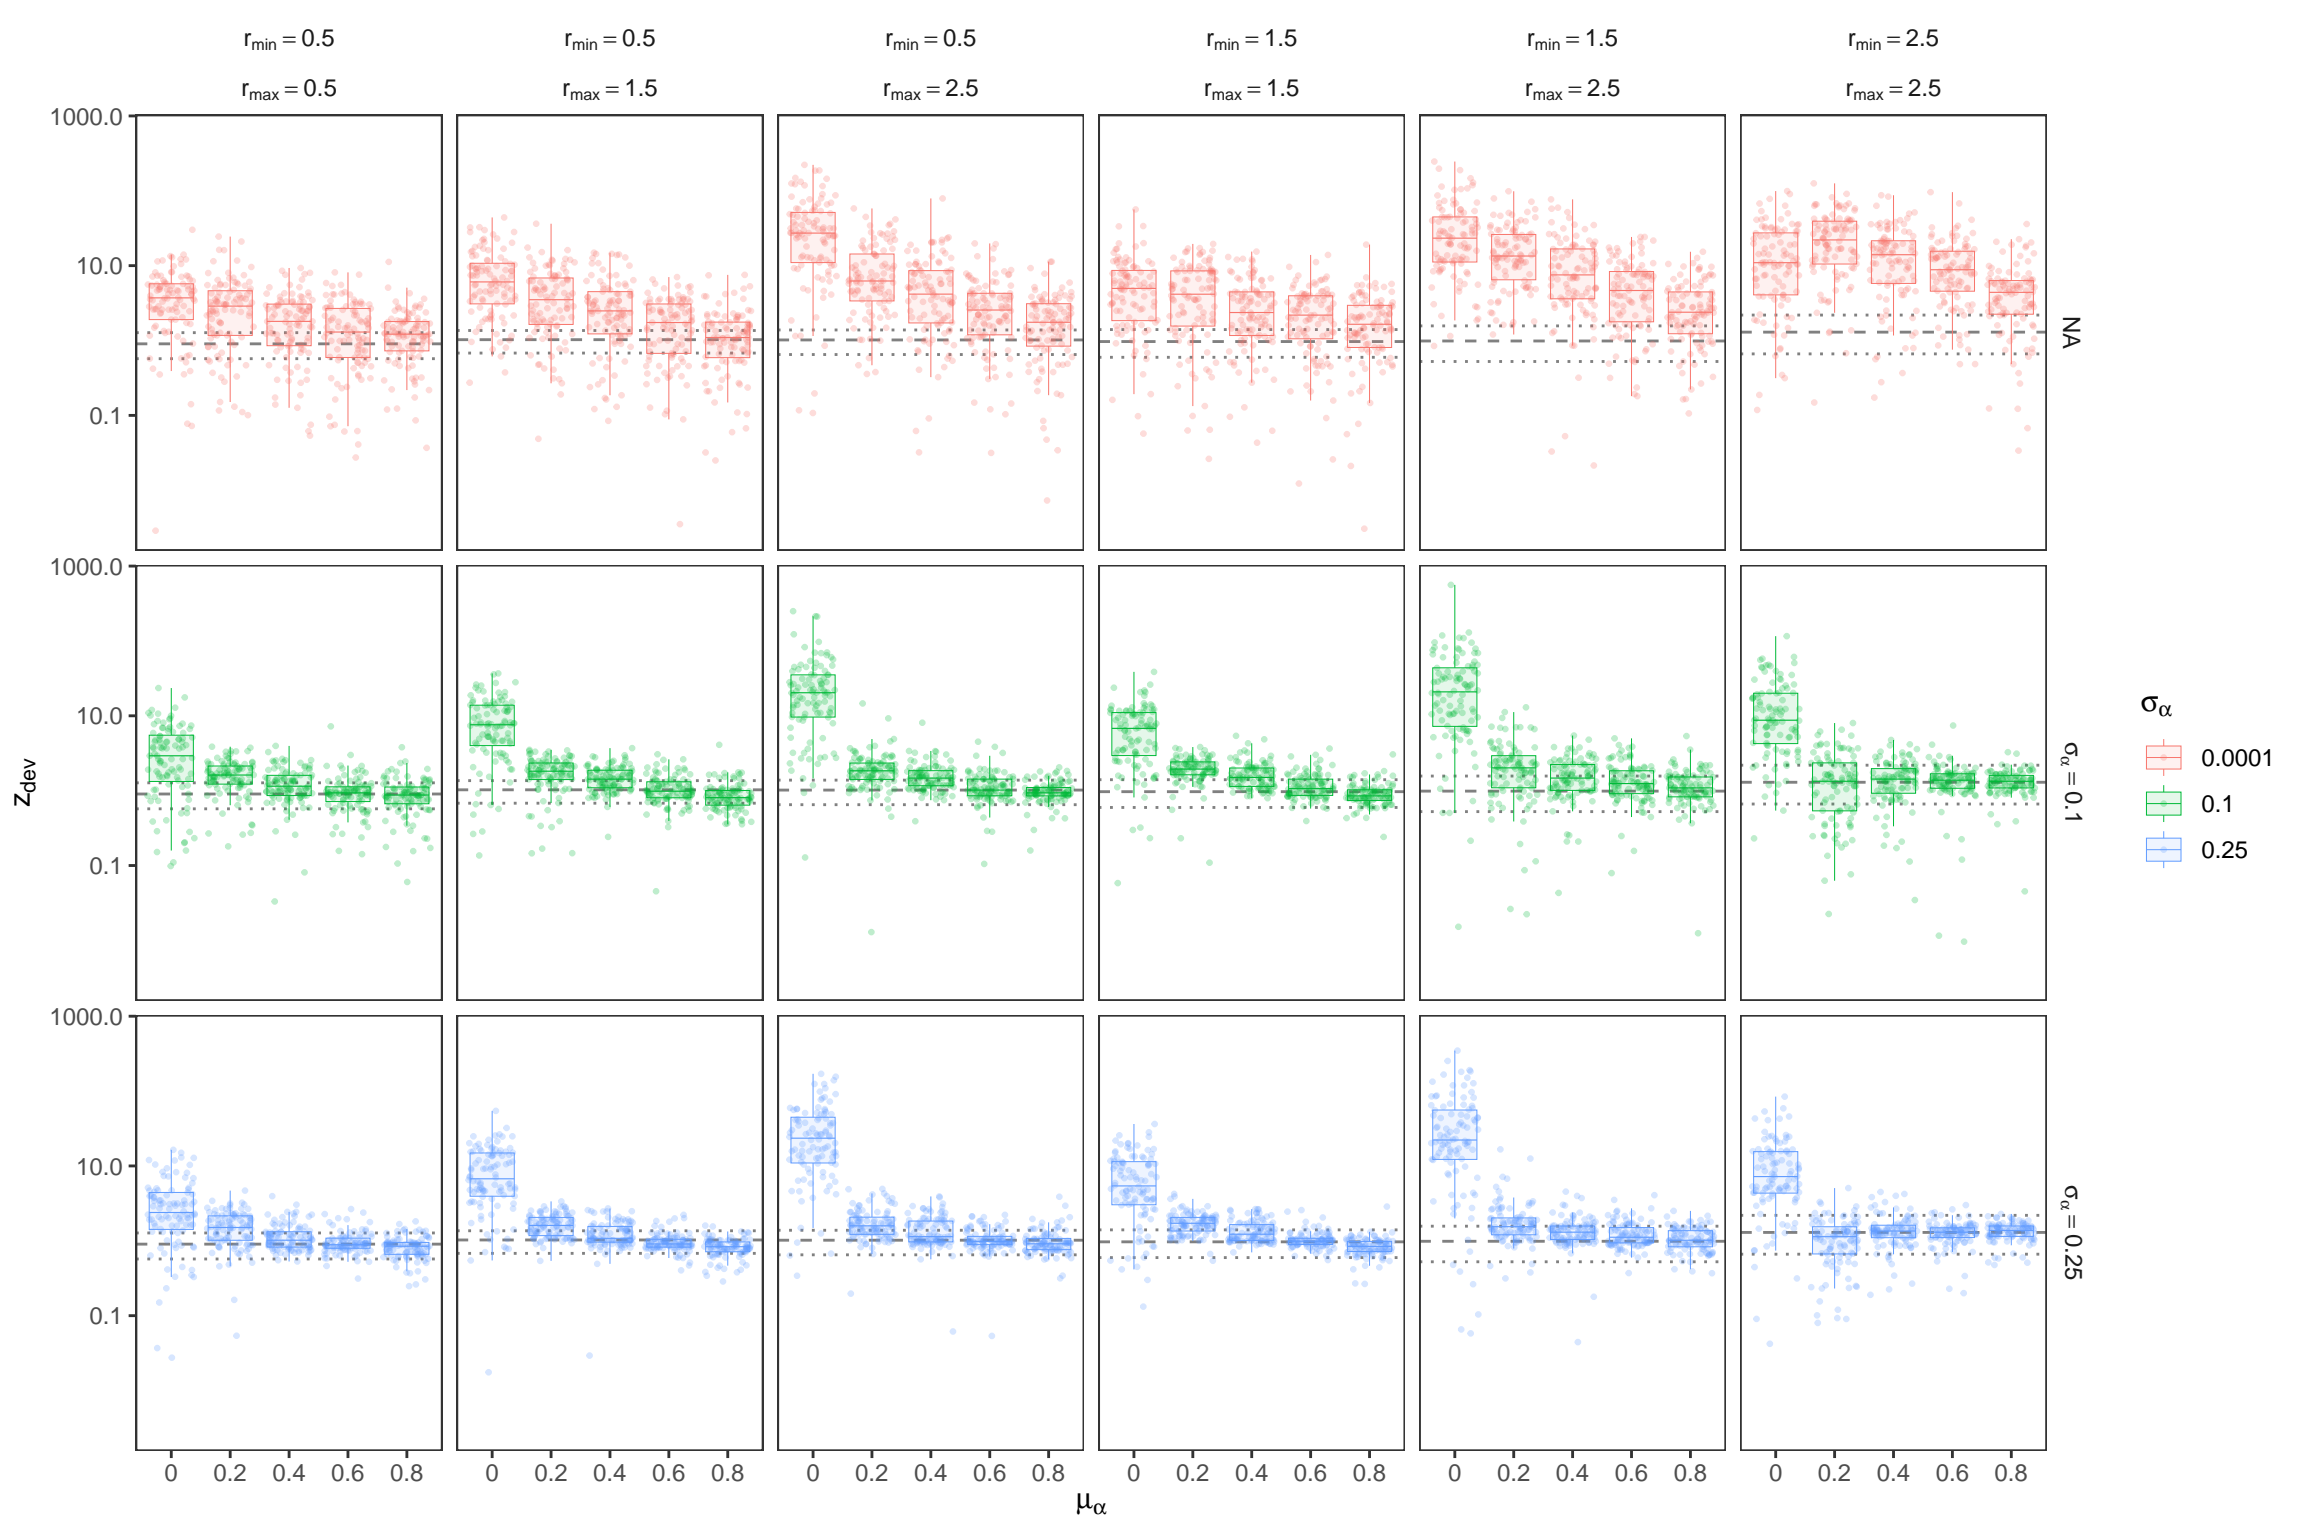 r_min = 0.5 r_min = 0.5 r_min = 0.5 r_min = 1.5 r_min = 1.5 r_min = 2.5
r_max = 0.5 r_max = 1.5 r_max = 2.5 r_max = 1.5 r_max = 2.5 r_max = 2.5
1000.0
10.0
0.1
NA
1000.0
10.0
0.1
σ_α = 0.1
1000.0
10.0
0.1
σ_α = 0.25
z_dev
0 0.2 0.4 0.6 0.8 0 0.2 0.4 0.6 0.8 0 0.2 0.4 0.6 0.8 0 0.2 0.4 0.6 0.8 0 0.2 0.4 0.6 0.8 0 0.2 0.4 0.6 0.8
μ_α
σ_α
0.0001
0.1
0.25